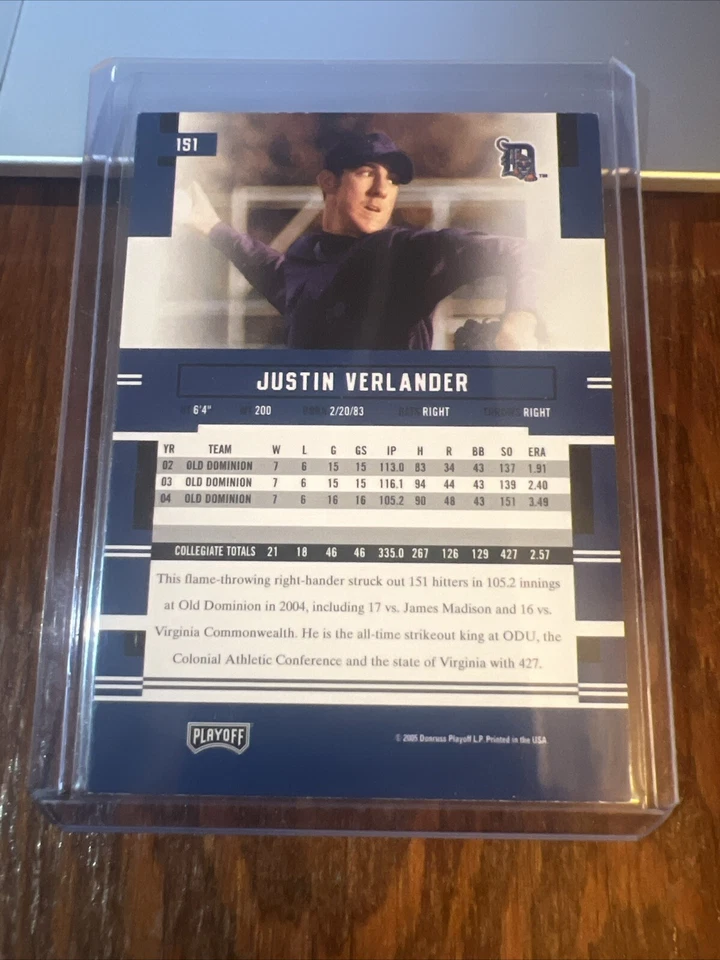 151
D
TM
JUSTIN VERLANDER
HT 6'4" WT 200 BORN 2/20/83 BATS RIGHT THROWS RIGHT
YR TEAM W L G GS IP H R BB SO ERA
02 OLD DOMINION 7 6 15 15 113.0 83 34 43 137 1.91
03 OLD DOMINION 7 6 15 15 116.1 94 44 43 139 2.40
04 OLD DOMINION 7 6 16 16 105.2 90 48 43 151 3.49
COLLEGIATE TOTALS 21 18 46 46 335.0 267 126 129 427 2.57
This flame-throwing right-hander struck out 151 hitters in 105.2 innings
at Old Dominion in 2004, including 17 vs. James Madison and 16 vs.
Virginia Commonwealth. He is the all-time strikeout king at ODU, the
Colonial Athletic Conference and the state of Virginia with 427.
PLAYOFF
© 2005 Donruss Playoff L.P. Printed in the USA